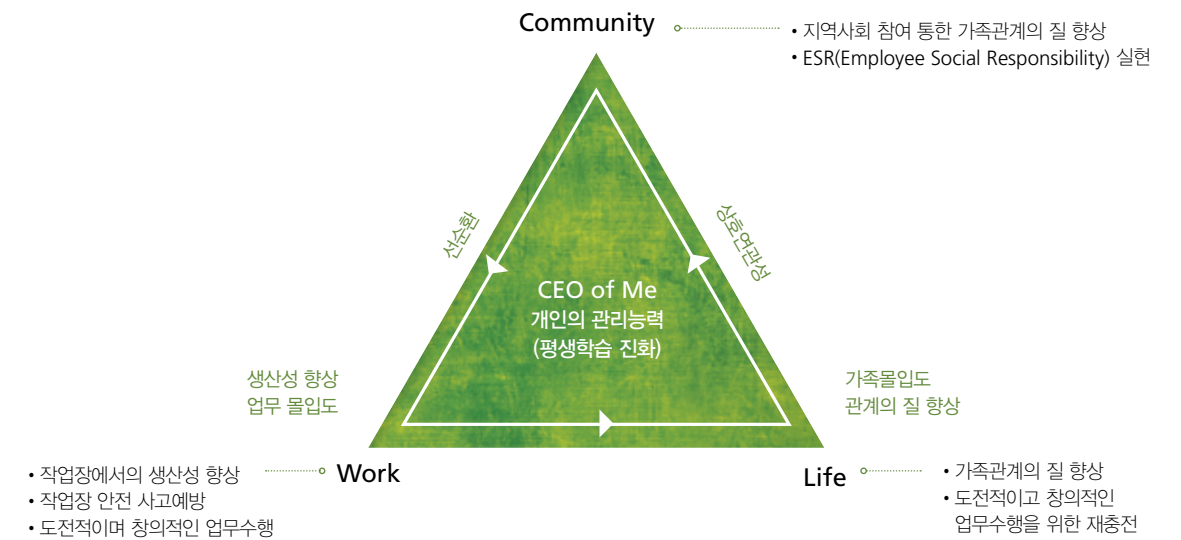 Community
• 지역사회 참여 통한 가족관계의 질 향상
• ESR(Employee Social Responsibility) 실현
선순환
상호연관성
CEO of Me
개인의 관리능력
(평생학습 진화)
생산성 향상
업무 몰입도
가족몰입도
관계의 질 향상
Work
• 작업장에서의 생산성 향상
• 작업장 안전 사고예방
• 도전적이며 창의적인 업무수행
Life
• 가족관계의 질 향상
• 도전적이고 창의적인
업무수행을 위한 재충전